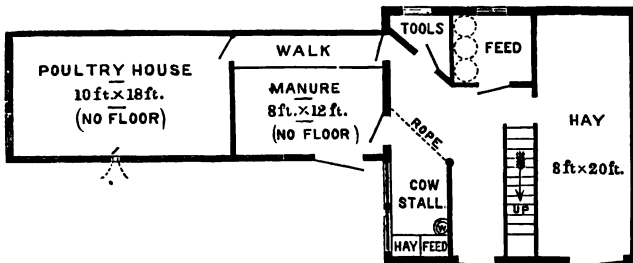 POULTRY HOUSE
10 ft. × 18 ft.
(NO FLOOR)
WALK
MANURE
8 ft. × 12 ft.
(NO FLOOR)
TOOLS
FEED
HAY
8 ft × 20 ft.
ROPE
COW
STALL.
W
HAY FEED
UP